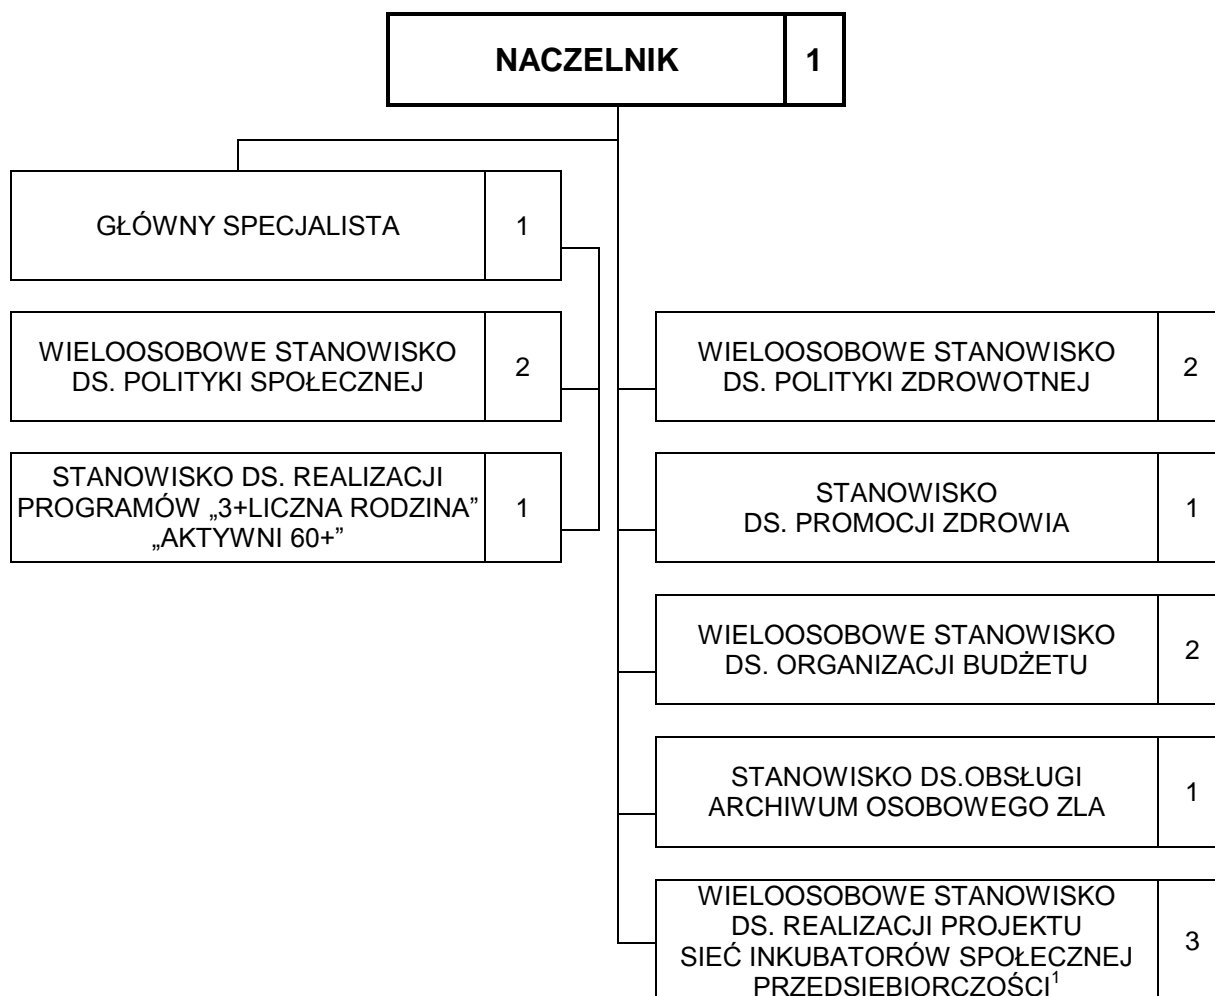 NACZELNIK 1
GŁÓWNY SPECJALISTA 1
WIELOOSOBOWE STANOWISKO
DS. POLITYKI SPOŁECZNEJ 2
STANOWISKO DS. REALIZACJI
PROGRAMÓW „3+LICZNA RODZINA” 1
„AKTYWNI 60+”
WIELOOSOBOWE STANOWISKO
DS. POLITYKI ZDROWOTNEJ 2
STANOWISKO
DS. PROMOCJI ZDROWIA 1
WIELOOSOBOWE STANOWISKO
DS. ORGANIZACJI BUDŻETU 2
STANOWISKO DS.OBSŁUGI
ARCHIWUM OSOBOWEGO ZLA 1
WIELOOSOBOWE STANOWISKO
DS. REALIZACJI PROJEKTU
SIEĆ INKUBATORÓW SPOŁECZNEJ 3
PRZEDSIĘBIORCZOŚCI¹